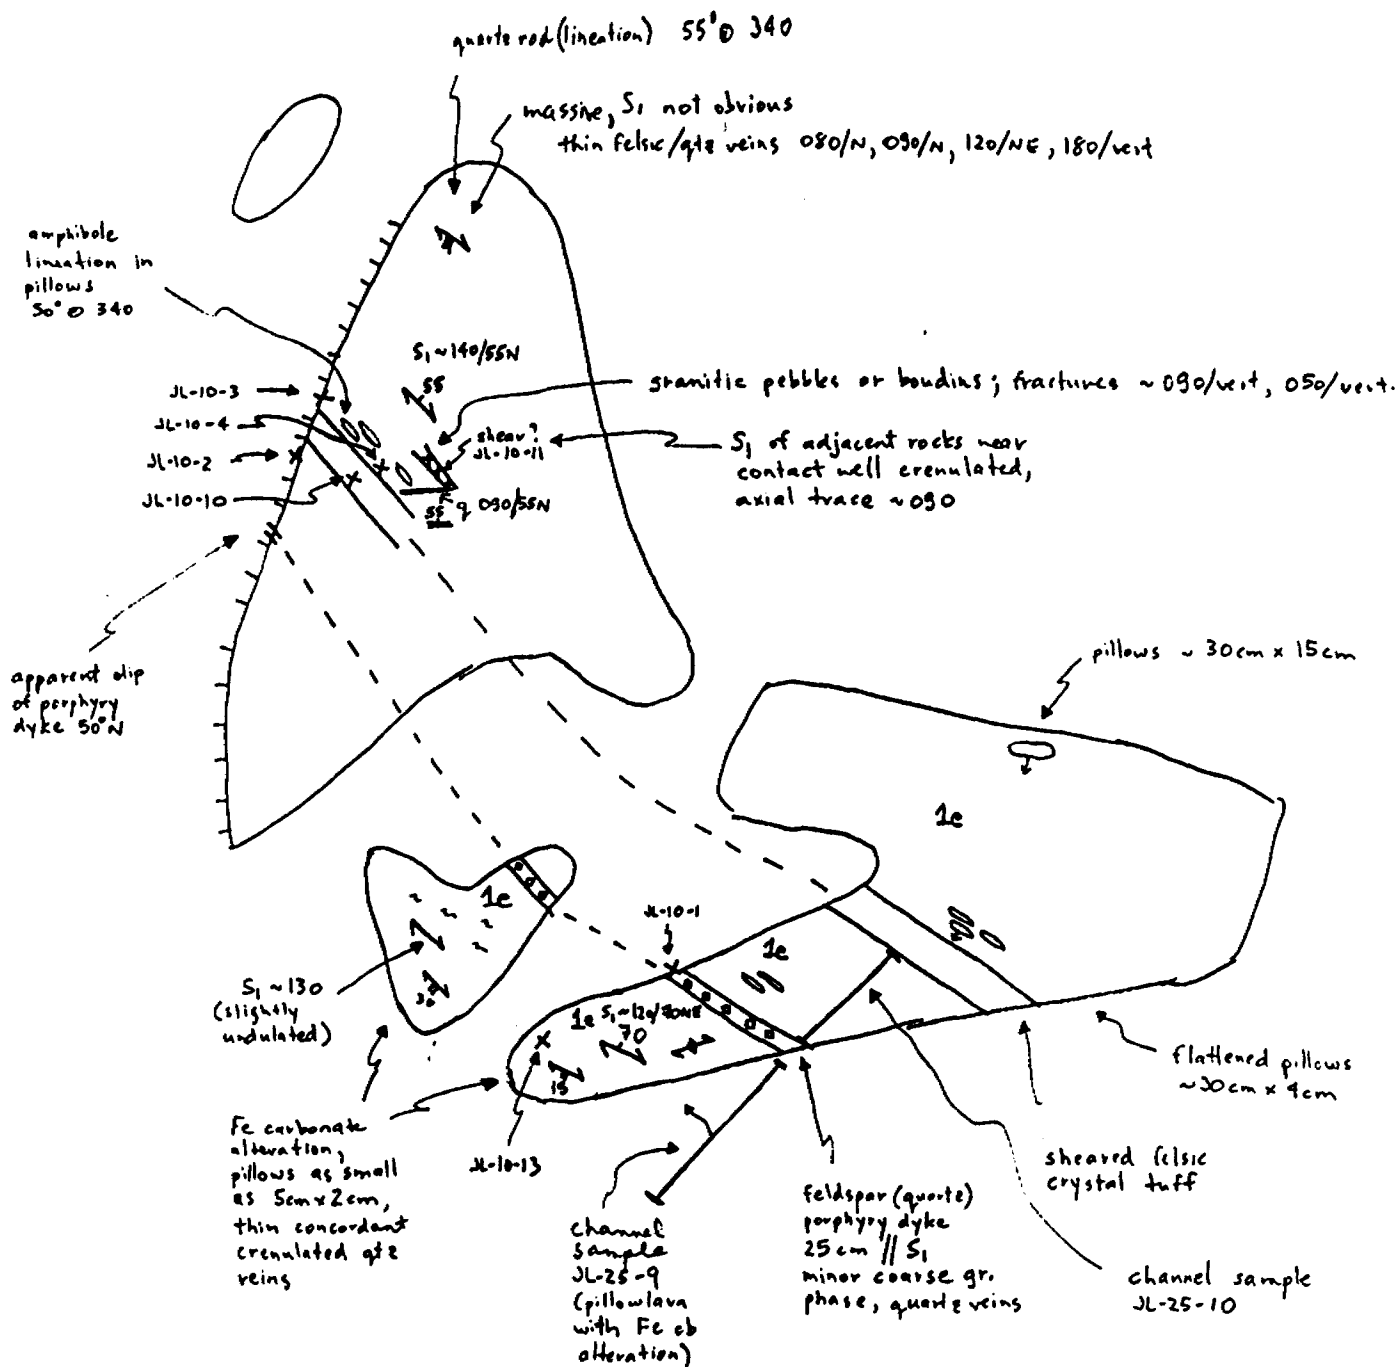 quartz rod (lineation) 55° @ 340
massive, S1 not obvious
thin felsic/qtz veins 080/N, 090/N, 120/NE, 180/vert
amphibole
lineation in
pillows
50° @ 340
S1 ~ 140/55N
55
JL-10-3
granitic pebbles or boudins; fractures ~ 090/vert, 050/vert.
JL-10-4
shear?
JL-10-11
S1 of adjacent rocks near
contact well crenulated,
axial trace ~ 090
JL-10-2
JL-10-10
55 q 090/55N
apparent dip
of porphyry
dyke 50°N
pillows ~ 30cm x 15cm
1e
1e
JL-10-1
1e
S1 ~ 130
(slightly
undulated)
1e S1 ~ 120/70NE
70
15
flattened pillows
~30cm x 4cm
Fe carbonate
alteration,
pillows as small
as 5cm x 2cm,
thin concordant
crenulated qtz
veins
JL-10-13
channel
sample
JL-25-9
(pillow lava
with Fe cb
alteration)
feldspar (quartz)
porphyry dyke
25 cm // S1
minor coarse gr.
phase, quartz veins
sheared felsic
crystal tuff
channel sample
JL-25-10